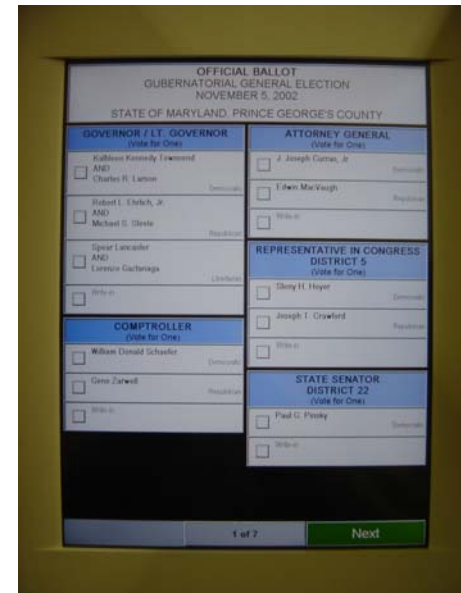 OFFICIAL BALLOT
GUBERNATORIAL GENERAL ELECTION
NOVEMBER 5, 2002
STATE OF MARYLAND, PRINCE GEORGE'S COUNTY
GOVERNOR / LT. GOVERNOR
(Vote for One)
Kathleen Kennedy Townsend
AND
Charles R. Larson
Democratic
Robert L. Ehrlich, Jr.
AND
Michael S. Steele
Republican
Spear Lancaster
AND
Lorenzo Gaztanaga
Libertarian
Write-in
COMPTROLLER
(Vote for One)
William Donald Schaefer
Democratic
Gene Zarwell
Republican
Write-in
ATTORNEY GENERAL
(Vote for One)
J. Joseph Curran, Jr.
Democratic
Edwin MacVaugh
Republican
Write-in
REPRESENTATIVE IN CONGRESS
DISTRICT 5
(Vote for One)
Steny H. Hoyer
Democratic
Joseph T. Crawford
Republican
Write-in
STATE SENATOR
DISTRICT 22
(Vote for One)
Paul G. Pinsky
Democratic
Write-in
1 of 7
Next